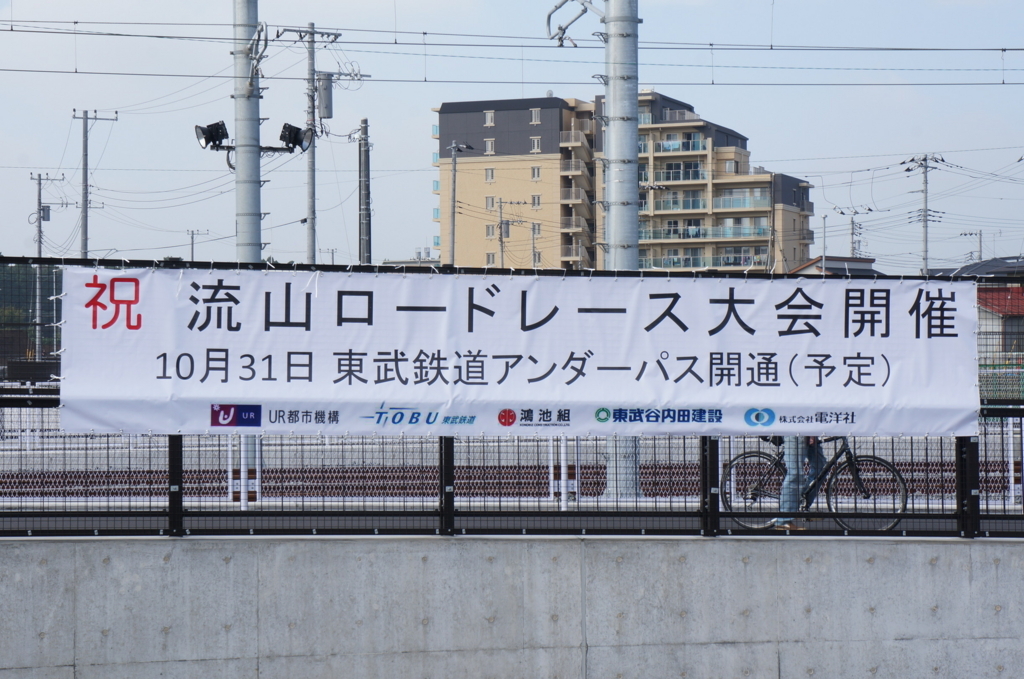 祝 流山ロードレース大会開催
10月31日 東武鉄道アンダーパス開通(予定)
UR UR都市機構 TOBU 東武鉄道 鴻池組 東武谷内田建設 株式会社電洋社